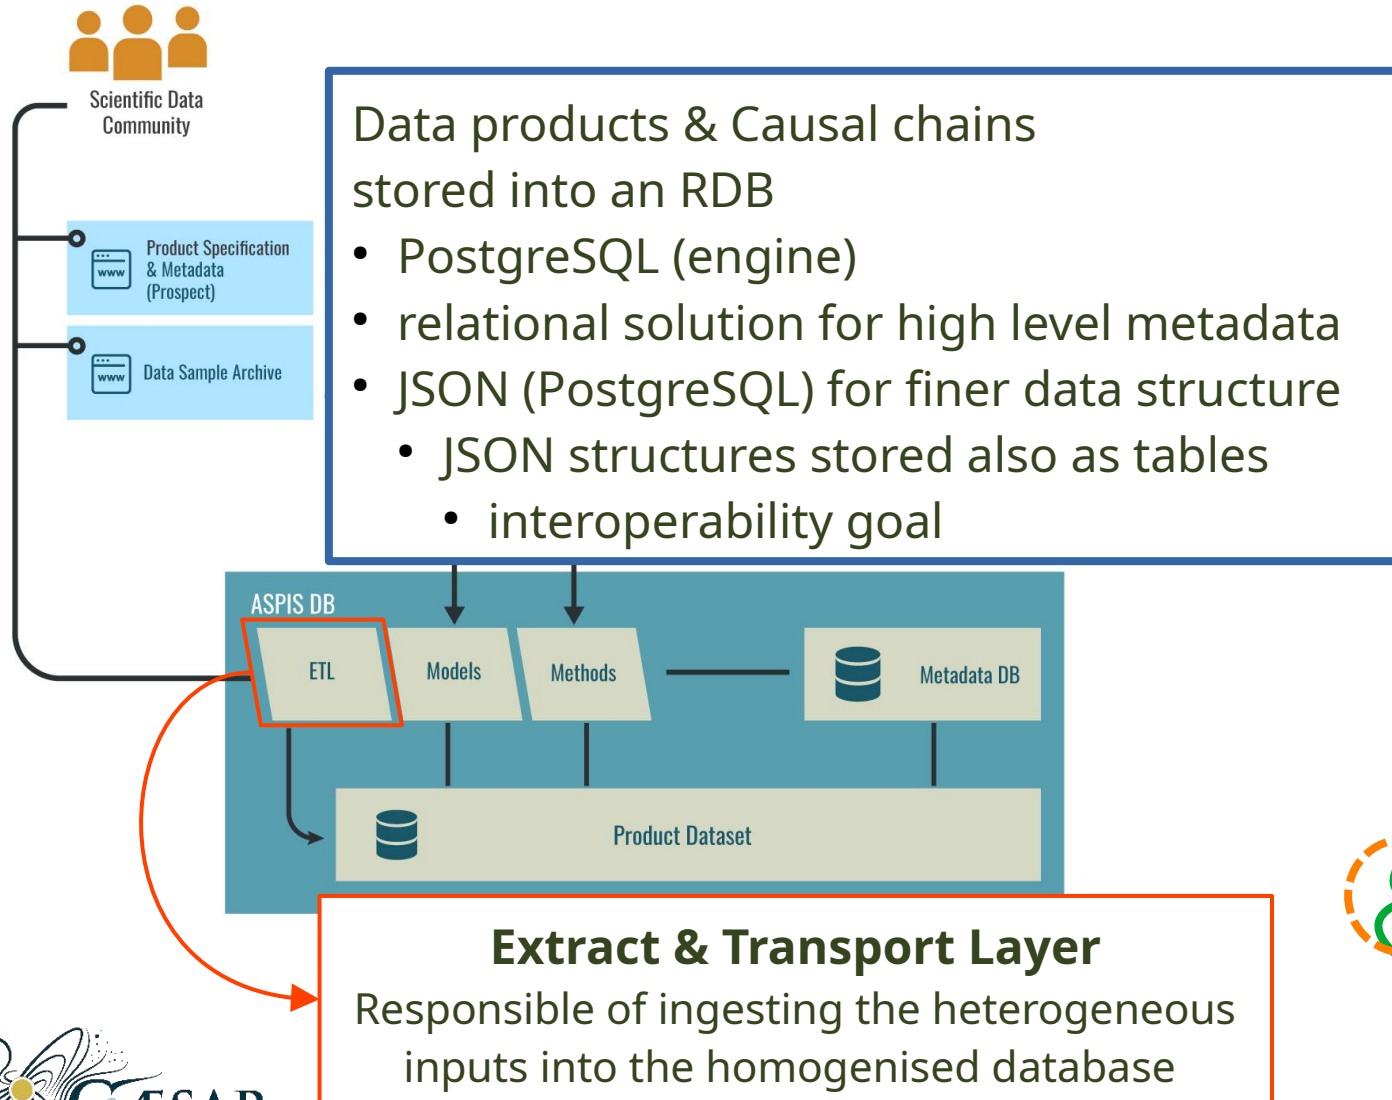 Scientific Data
Community
Data products & Causal chains
stored into an RDB
• PostgreSQL (engine)
• relational solution for high level metadata
• JSON (PostgreSQL) for finer data structure
• JSON structures stored also as tables
• interoperability goal
www
Product Specification
& Metadata
(Prospect)
www
Data Sample Archive
ASPIS DB
ETL
Models
Methods
Metadata DB
Product Dataset
Extract & Transport Layer
Responsible of ingesting the heterogeneous
inputs into the homogenised database
CÆSAR